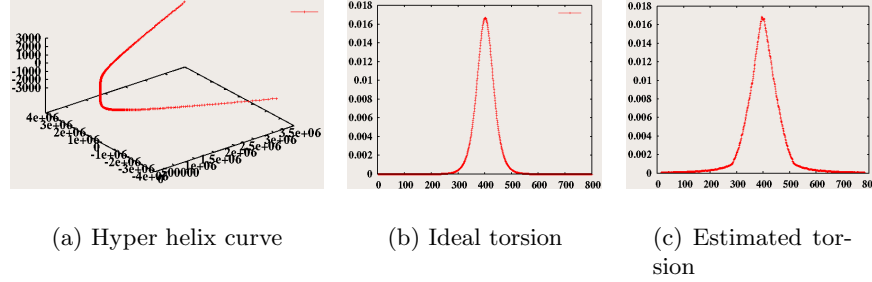 3000
2000
1000
0
-1000
-2000
-3000
4e+06
3e+06
2e+06
1e+06
0
-1e+06
-2e+06
-3e+06
-4e+06
0
500000
1e+06
1.5e+06
2e+06
2.5e+06
3e+06
3.5e+06
0.018
0.016
0.014
0.012
0.01
0.008
0.006
0.004
0.002
0
0 100 200 300 400 500 600 700 800
0.018
0.016
0.014
0.012
0.01
0.008
0.006
0.004
0.002
0
0 100 200 300 400 500 600 700 800
(a) Hyper helix curve
(b) Ideal torsion
(c) Estimated tor-
sion